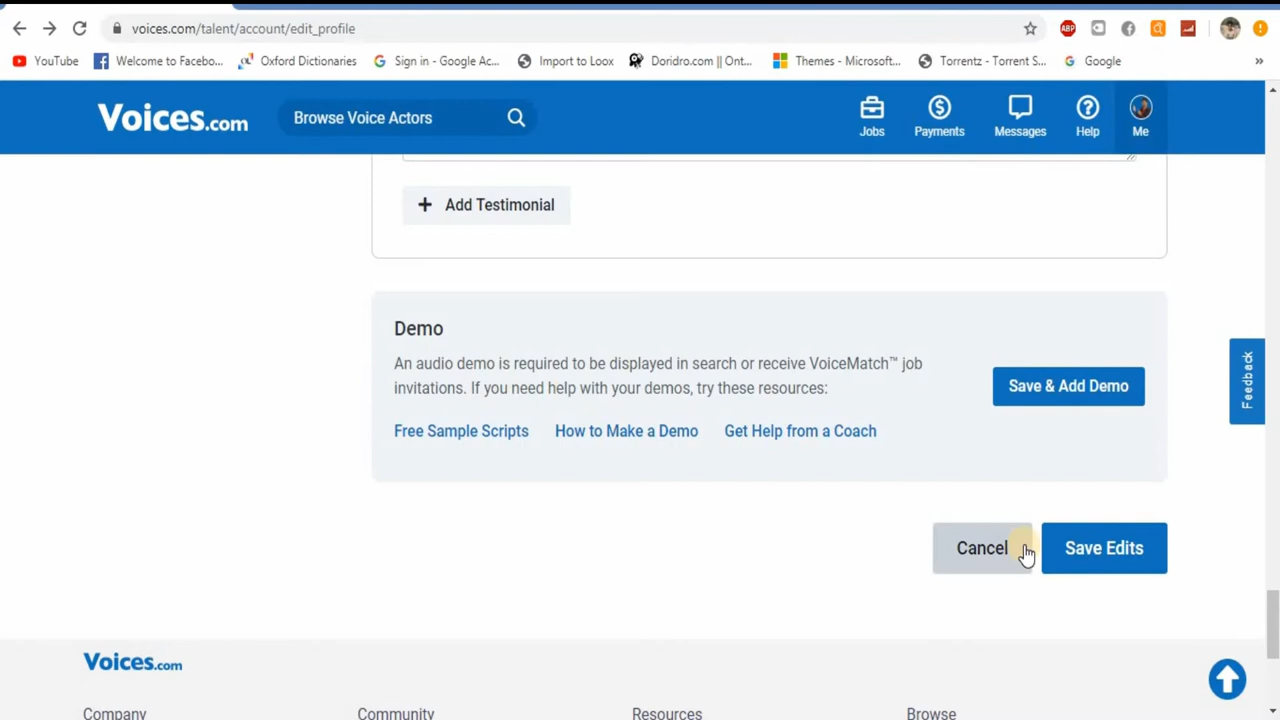 voices.com/talent/account/edit_profile
ABP
YouTube
Welcome to Facebo...
Oxford Dictionaries
Sign in - Google Ac...
Import to Loox
Doridro.com || Ont...
Themes - Microsoft...
Torrentz - Torrent S...
Google
»
Voices.com
Browse Voice Actors
Jobs
Payments
Messages
Help
Me
+ Add Testimonial
Demo
An audio demo is required to be displayed in search or receive VoiceMatch™ job
invitations. If you need help with your demos, try these resources:
Save & Add Demo
Free Sample Scripts
How to Make a Demo
Get Help from a Coach
Feedback
Cancel
Save Edits
Voices.com
Company
Community
Resources
Browse